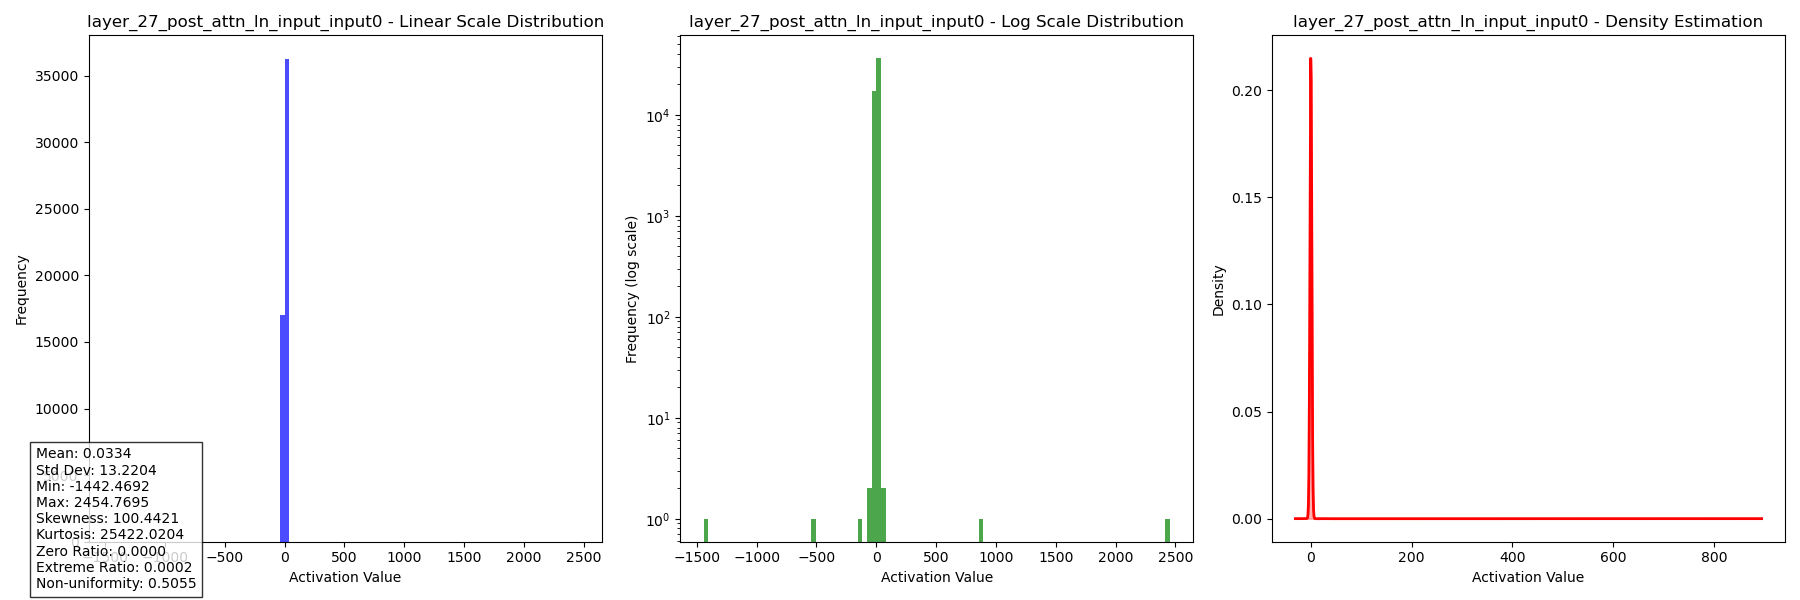 layer_27_post_attn_ln_input_input0 - Linear Scale Distribution
Frequency
35000
30000
25000
20000
15000
10000
5000
0
−1500
−1000
−500
0
500
1000
1500
2000
2500
Activation Value
Mean: 0.0334
Std Dev: 13.2204
Min: -1442.4692
Max: 2454.7695
Skewness: 100.4421
Kurtosis: 25422.0204
Zero Ratio: 0.0000
Extreme Ratio: 0.0002
Non-uniformity: 0.5055
layer_27_post_attn_ln_input_input0 - Log Scale Distribution
Frequency (log scale)
10⁴
10³
10²
10¹
10⁰
−1500
−1000
−500
0
500
1000
1500
2000
2500
Activation Value
layer_27_post_attn_ln_input_input0 - Density Estimation
Density
0.20
0.15
0.10
0.05
0.00
0
200
400
600
800
Activation Value